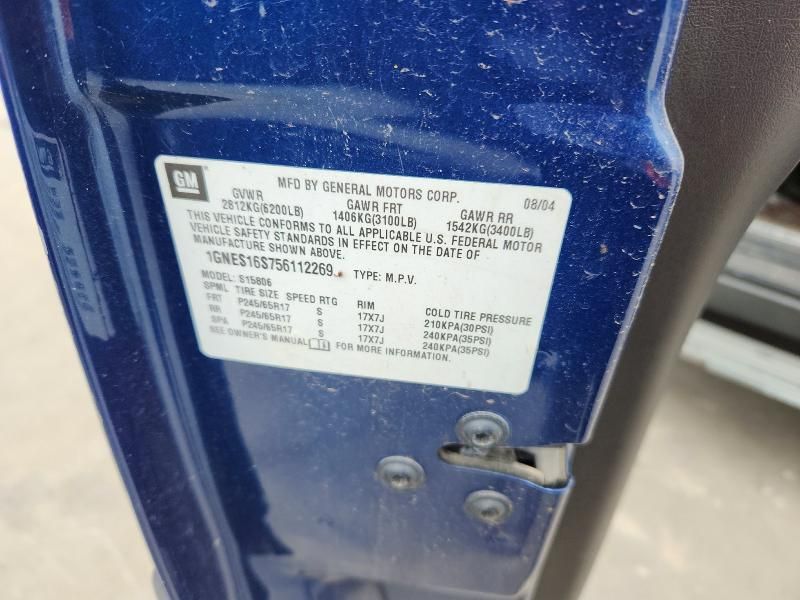 GM
MFD BY GENERAL MOTORS CORP. 08/04
GVWR GAWR FRT GAWR RR
2812KG(6200LB) 1406KG(3100LB) 1542KG(3400LB)
THIS VEHICLE CONFORMS TO ALL APPLICABLE U.S. FEDERAL MOTOR
VEHICLE SAFETY STANDARDS IN EFFECT ON THE DATE OF
MANUFACTURE SHOWN ABOVE.
1GNES16S756112269 TYPE: M.P.V.
MODEL: S15806
SPML TIRE SIZE SPEED RTG RIM COLD TIRE PRESSURE
FRT P245/65R17 S 17X7J 210KPA(30PSI)
RR P245/65R17 S 17X7J 240KPA(35PSI)
SPA P245/65R17 S 17X7J 240KPA(35PSI)
SEE OWNER'S MANUAL FOR MORE INFORMATION.